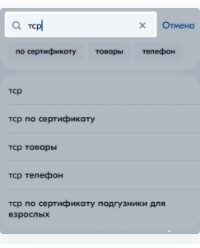 тср Отмена
по сертификату товары телефон
тср
тср по сертификату
тср товары
тср телефон
тср по сертификату подгузники для
взрослых